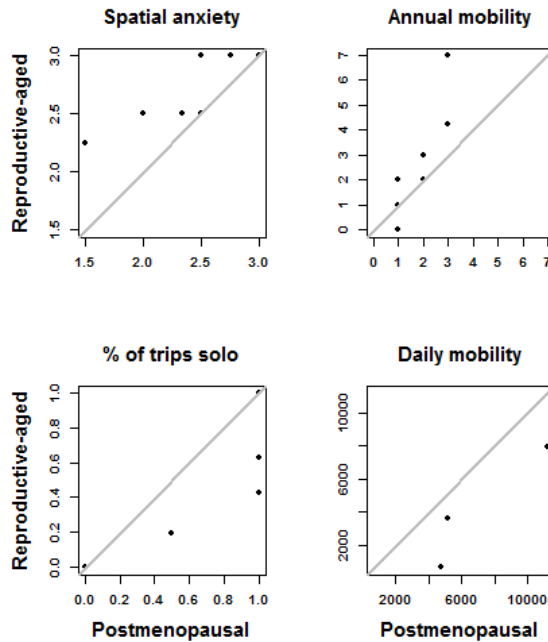 Spatial anxiety
Reproductive-aged
3.0
2.5
2.0
1.5
1.5 2.0 2.5 3.0
Annual mobility
7
6
5
4
3
2
1
0
0 1 2 3 4 5 6 7
% of trips solo
Reproductive-aged
1.0
0.8
0.6
0.4
0.2
0.0
0.0 0.2 0.4 0.6 0.8 1.0
Postmenopausal
Daily mobility
10000
6000
2000
2000 6000 10000
Postmenopausal